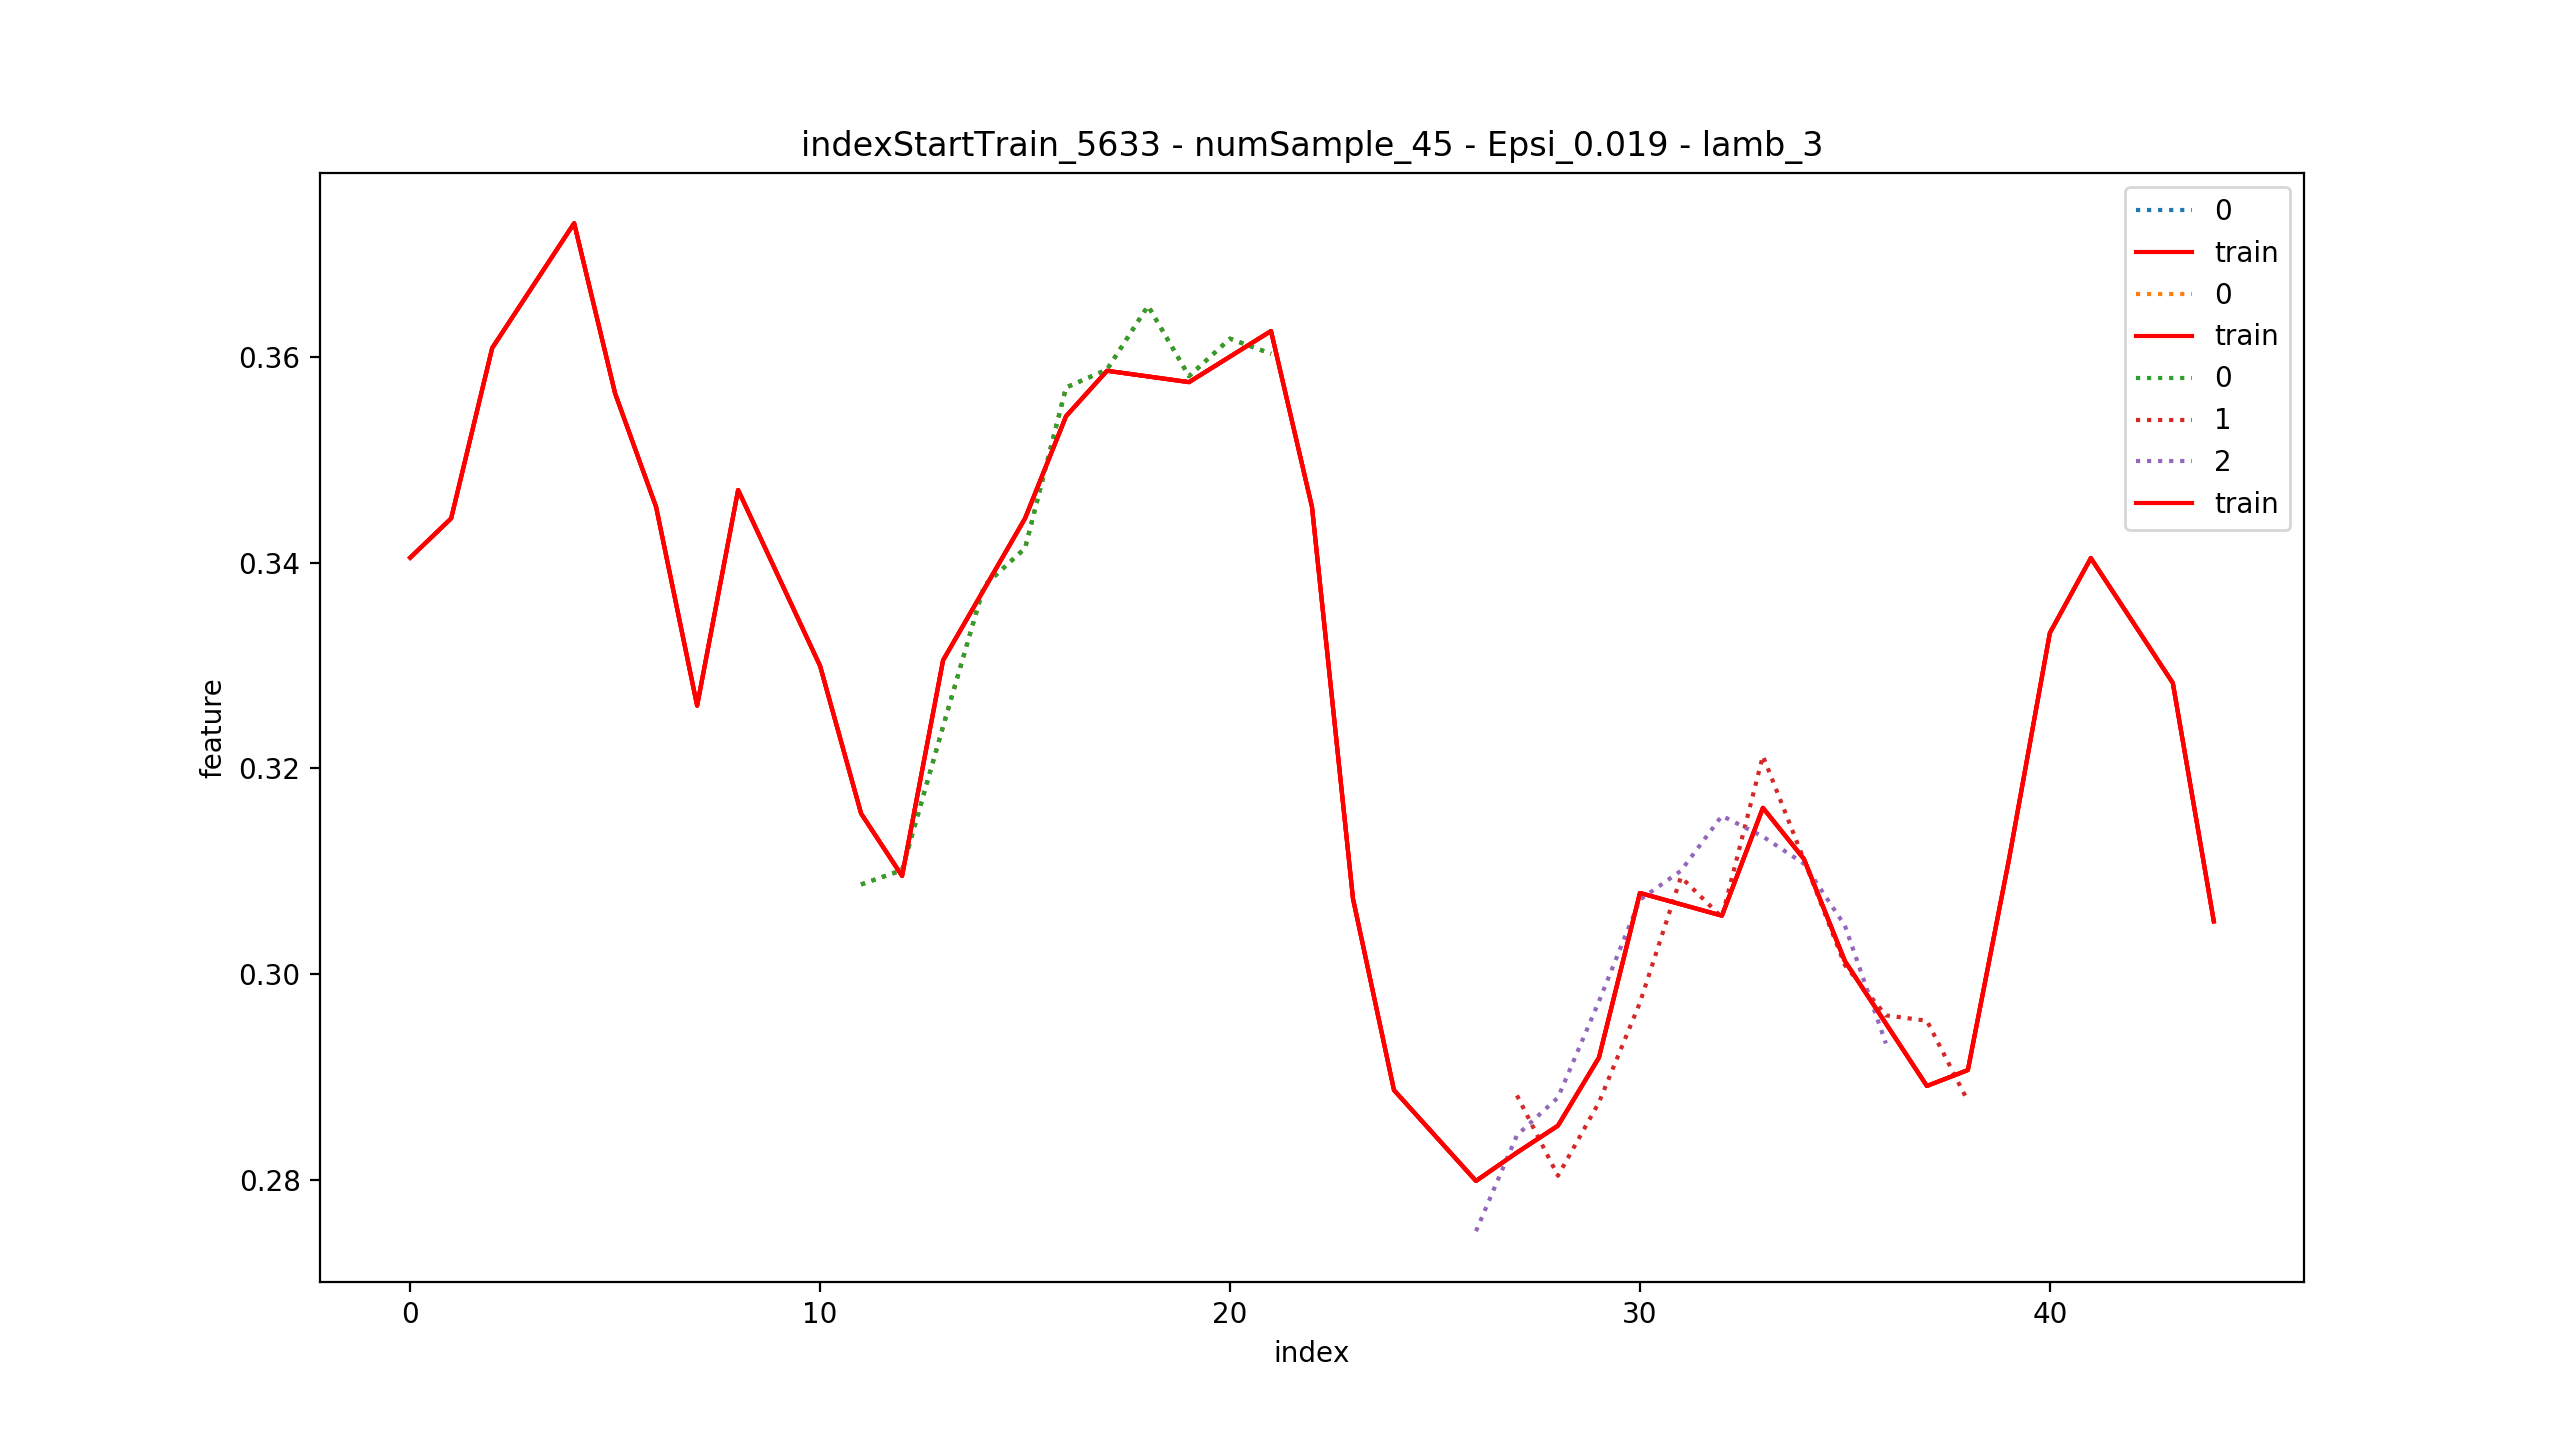 indexStartTrain_5633 - numSample_45 - Epsi_0.019 - lamb_3
0
train
0
train
0
1
2
train
feature
0.36
0.34
0.32
0.30
0.28
0
10
20
30
40
index